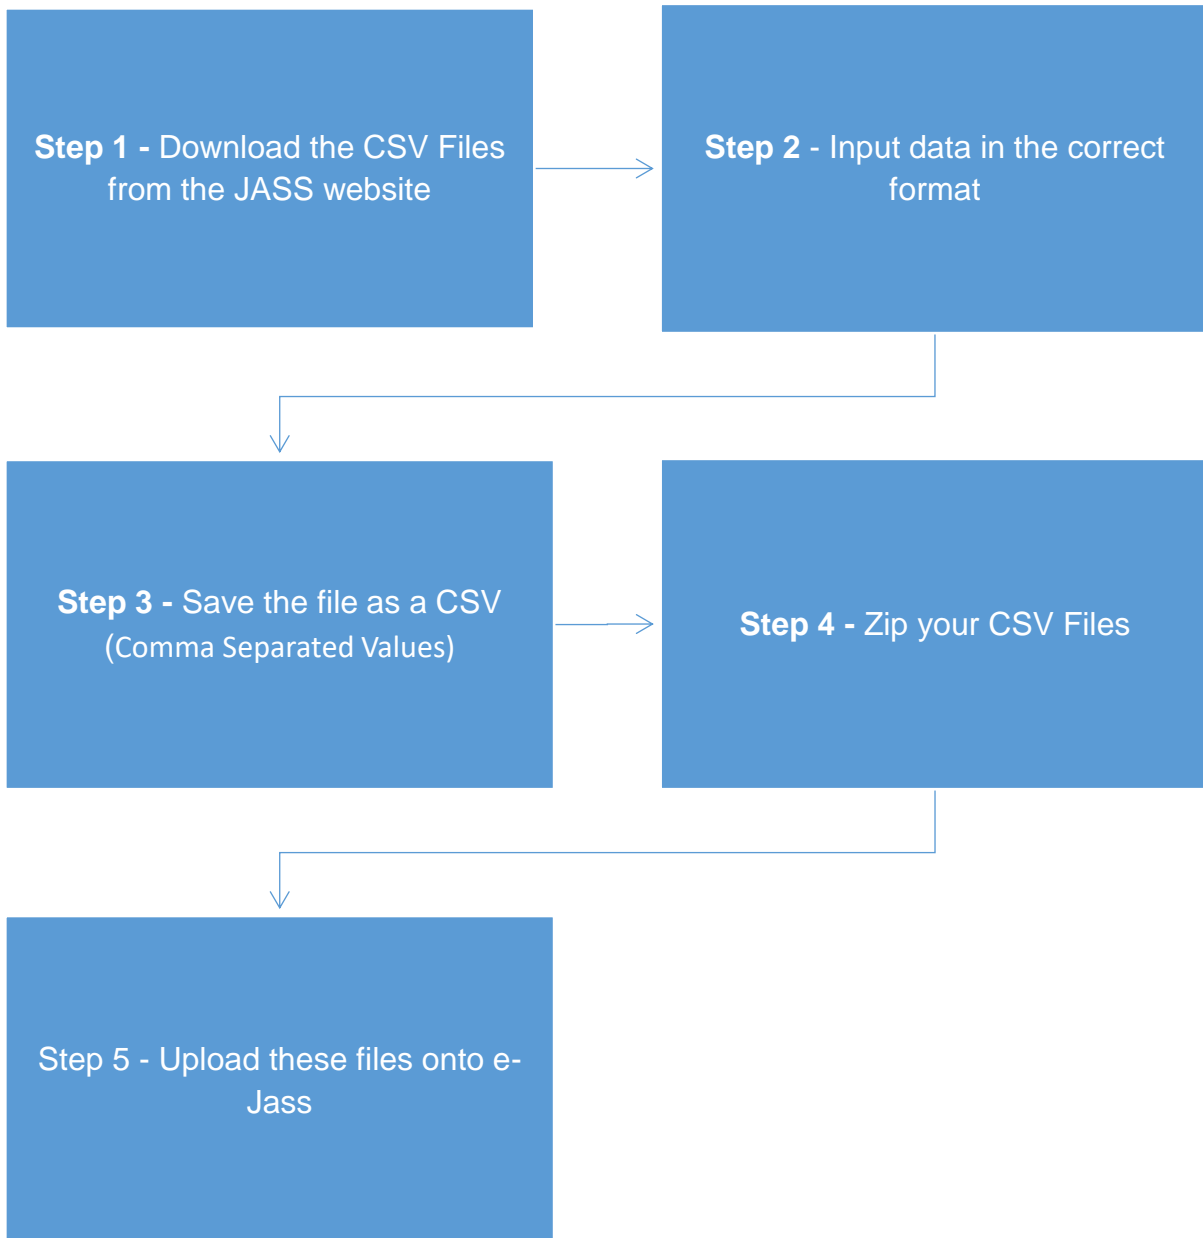 Step 1 - Download the CSV Files
from the JASS website
Step 2 - Input data in the correct
format
Step 3 - Save the file as a CSV
(Comma Separated Values)
Step 4 - Zip your CSV Files
Step 5 - Upload these files onto e-
Jass